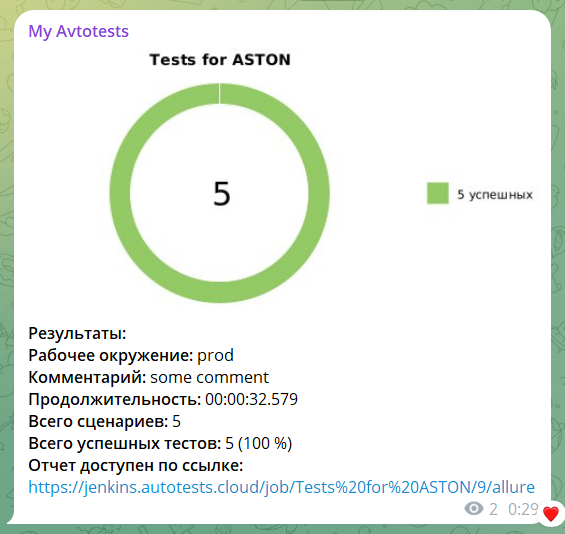 My Avtotests
Tests for ASTON
5
5 успешных
Результаты:
Рабочее окружение: prod
Комментарий: some comment
Продолжительность: 00:00:32.579
Всего сценариев: 5
Всего успешных тестов: 5 (100 %)
Отчет доступен по ссылке:
https://jenkins.autotests.cloud/job/Tests%20for%20ASTON/9/allure
2 0:29